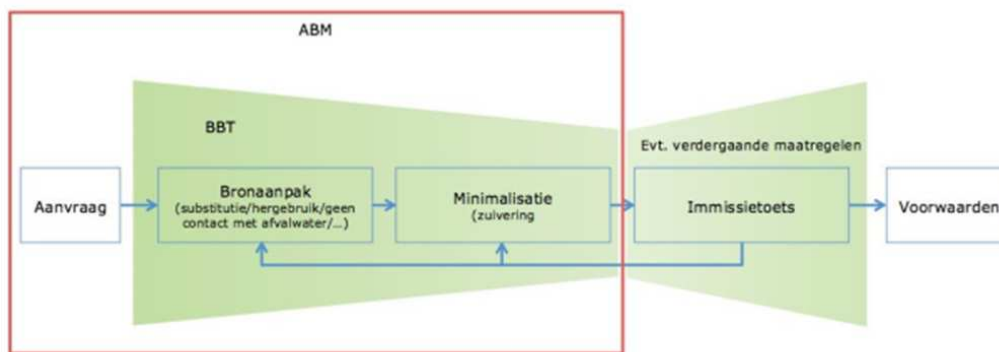 ABM
BBT
Evt. verdergaande maatregelen
Aanvraag
Bronaanpak
(substitutie/hergebruik/geen
contact met afvalwater/...)
Minimalisatie
(zuivering
Immissietoets
Voorwaarden